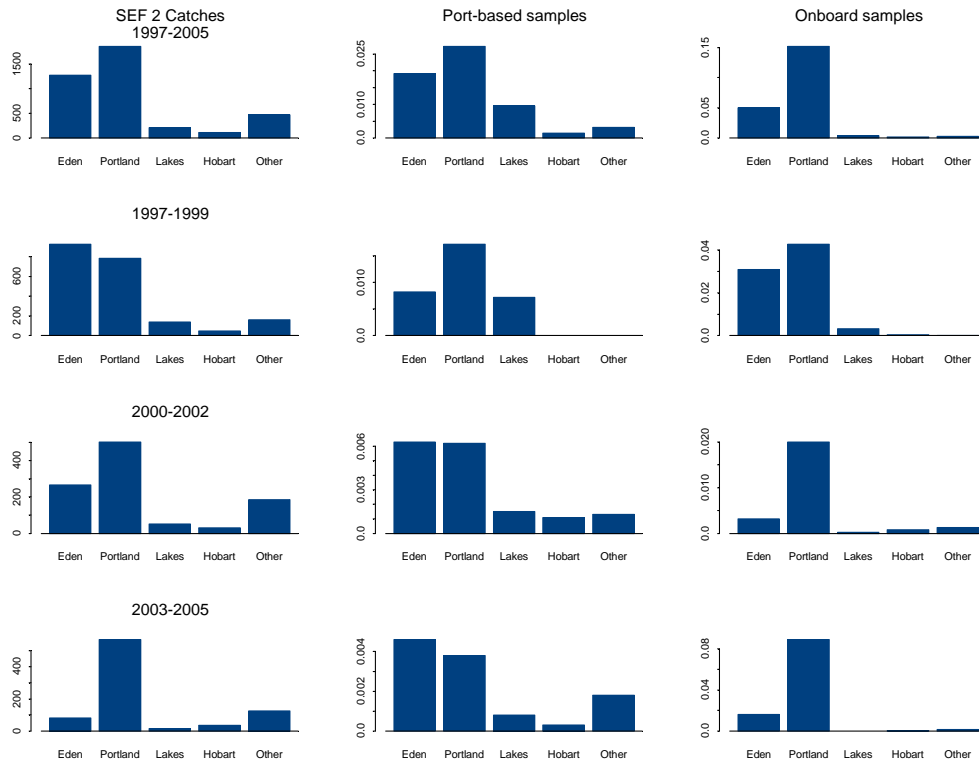 SEF 2 Catches
1997-2005
Port-based samples
Onboard samples
0 500 1500
0.0 0.010 0.025
0.0 0.05 0.15
Eden Portland Lakes Hobart Other
Eden Portland Lakes Hobart Other
Eden Portland Lakes Hobart Other
1997-1999
0 200 600
0.0 0.010
0.0 0.02 0.04
Eden Portland Lakes Hobart Other
Eden Portland Lakes Hobart Other
Eden Portland Lakes Hobart Other
2000-2002
0 200 400
0.0 0.003 0.006
0.0 0.010 0.020
Eden Portland Lakes Hobart Other
Eden Portland Lakes Hobart Other
Eden Portland Lakes Hobart Other
2003-2005
0 200 400
0.0 0.002 0.004
0.0 0.04 0.08
Eden Portland Lakes Hobart Other
Eden Portland Lakes Hobart Other
Eden Portland Lakes Hobart Other